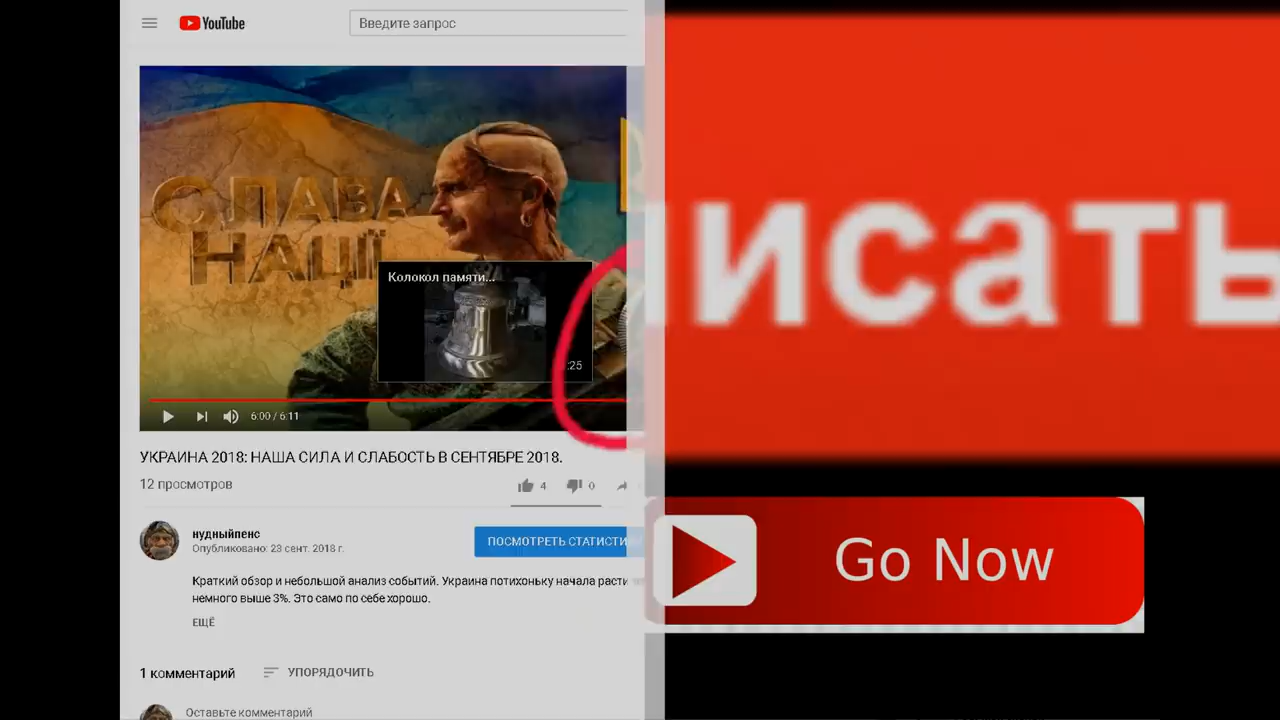 YouTube
Введите запрос
СЛАВА
НАЦІЇ
Колокол памяти...
:25
6:00 / 6:11
УКРАИНА 2018: НАША СИЛА И СЛАБОСТЬ В СЕНТЯБРЕ 2018.
12 просмотров
4
0
нудныйпенс
Опубликовано: 23 сент. 2018 г.
ПОСМОТРЕТЬ СТАТИСТИ
Краткий обзор и небольшой анализ событий. Украина потихоньку начала расти
немного выше 3%. Это само по себе хорошо.
ЕЩЁ
1 комментарий
УПОРЯДОЧИТЬ
Оставьте комментарий
писать
Go Now